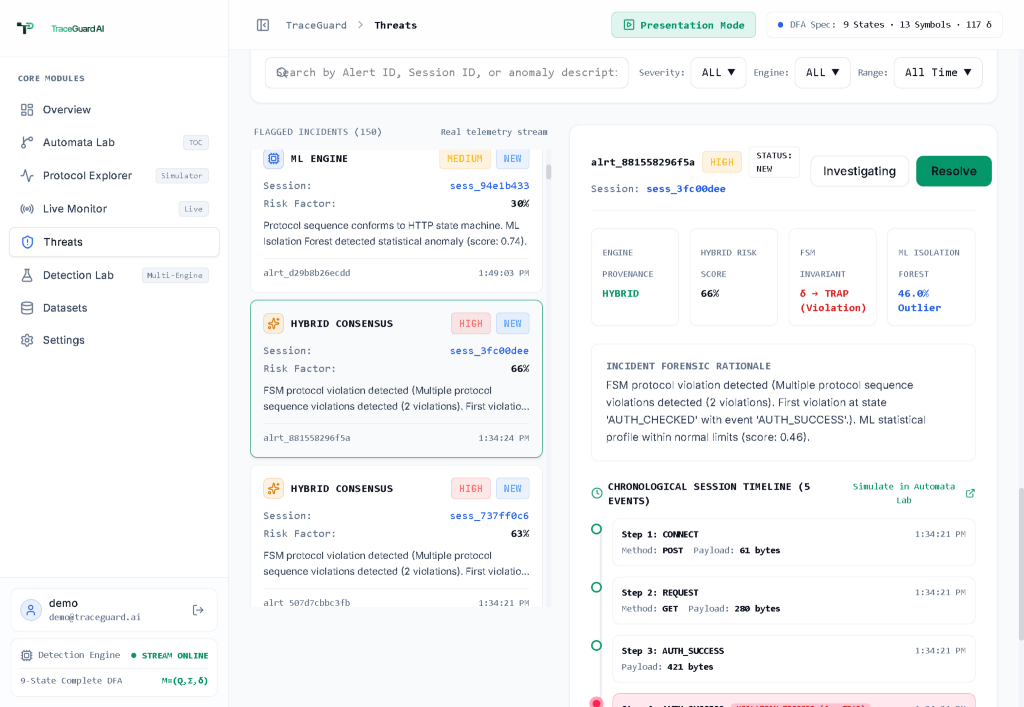 TraceGuard AI
CORE MODULES
Overview
Automata Lab TOC
Protocol Explorer Simulator
Live Monitor Live
Threats
Detection Lab Multi-Engine
Datasets
Settings
demo
demo@traceguard.ai
Detection Engine STREAM ONLINE
9-State Complete DFA M=(Q,Σ,δ)
TraceGuard > Threats
Presentation Mode
DFA Spec: 9 States · 13 Symbols · 117 δ
Search by Alert ID, Session ID, or anomaly descript:
Severity: ALL ▼ Engine: ALL ▼ Range: All Time ▼
FLAGGED INCIDENTS (150) Real telemetry stream
ML ENGINE MEDIUM NEW
Session: sess_94e1b433
Risk Factor: 30%
Protocol sequence conforms to HTTP state machine. ML
Isolation Forest detected statistical anomaly (score: 0.74).
alrt_d29b8b26ecdd 1:49:03 PM
HYBRID CONSENSUS HIGH NEW
Session: sess_3fc00dee
Risk Factor: 66%
FSM protocol violation detected (Multiple protocol
sequence violations detected (2 violations). First violatio...
alrt_881558296f5a 1:34:24 PM
HYBRID CONSENSUS HIGH NEW
Session: sess_737ff0c6
Risk Factor: 63%
FSM protocol violation detected (Multiple protocol
sequence violations detected (2 violations). First violatio...
alrt_507d7cbbc3fb 1:34:21 PM
alrt_881558296f5a HIGH
STATUS:
NEW
Investigating
Resolve
Session: sess_3fc00dee
ENGINE
PROVENANCE
HYBRID
HYBRID RISK
SCORE
66%
FSM
INVARIANT
δ → TRAP
(Violation)
ML ISOLATION
FOREST
46.0%
Outlier
INCIDENT FORENSIC RATIONALE
FSM protocol violation detected (Multiple protocol sequence
violations detected (2 violations). First violation at state
'AUTH_CHECKED' with event 'AUTH_SUCCESS'.). ML statistical
profile within normal limits (score: 0.46).
CHRONOLOGICAL SESSION TIMELINE (5
EVENTS)
Simulate in Automata
Lab
Step 1: CONNECT 1:34:21 PM
Method: POST Payload: 61 bytes
Step 2: REQUEST 1:34:21 PM
Method: GET Payload: 280 bytes
Step 3: AUTH_SUCCESS 1:34:21 PM
Payload: 421 bytes
Step 4: AUTH_SUCCESS